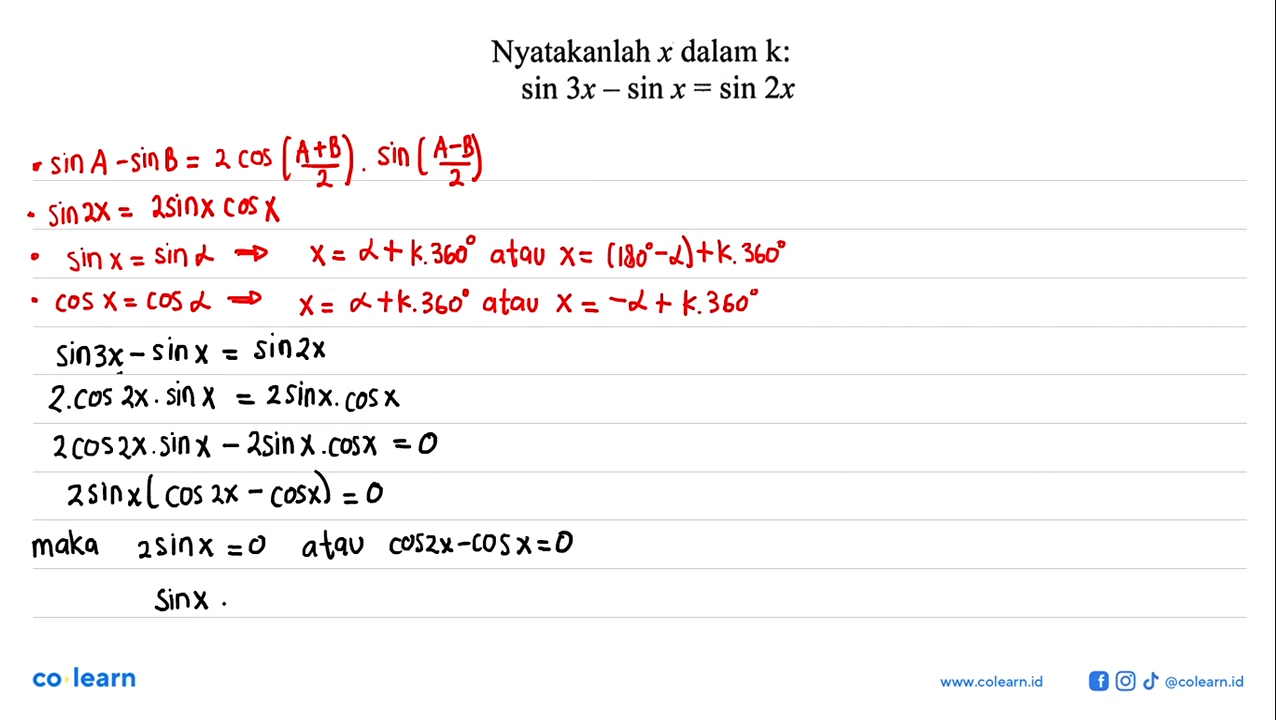 Nyatakanlah x dalam k:
sin 3x – sin x = sin 2x
• sin A - sin B = 2 cos (A+B/2) . sin (A-B/2)
• sin 2x = 2 sin x cos x
• sin x = sin α ⇒ x = α + k.360° atau x = (180° - α) + k.360°
• cos x = cos α ⇒ x = α + k.360° atau x = -α + k.360°
sin 3x - sin x = sin 2x
2.cos 2x . sin x = 2 sin x . cos x
2 cos 2x . sin x - 2 sin x . cos x = 0
2 sin x (cos 2x - cos x) = 0
maka 2 sin x = 0 atau cos 2x - cos x = 0
sin x .
co learn
www.colearn.id @colearn.id